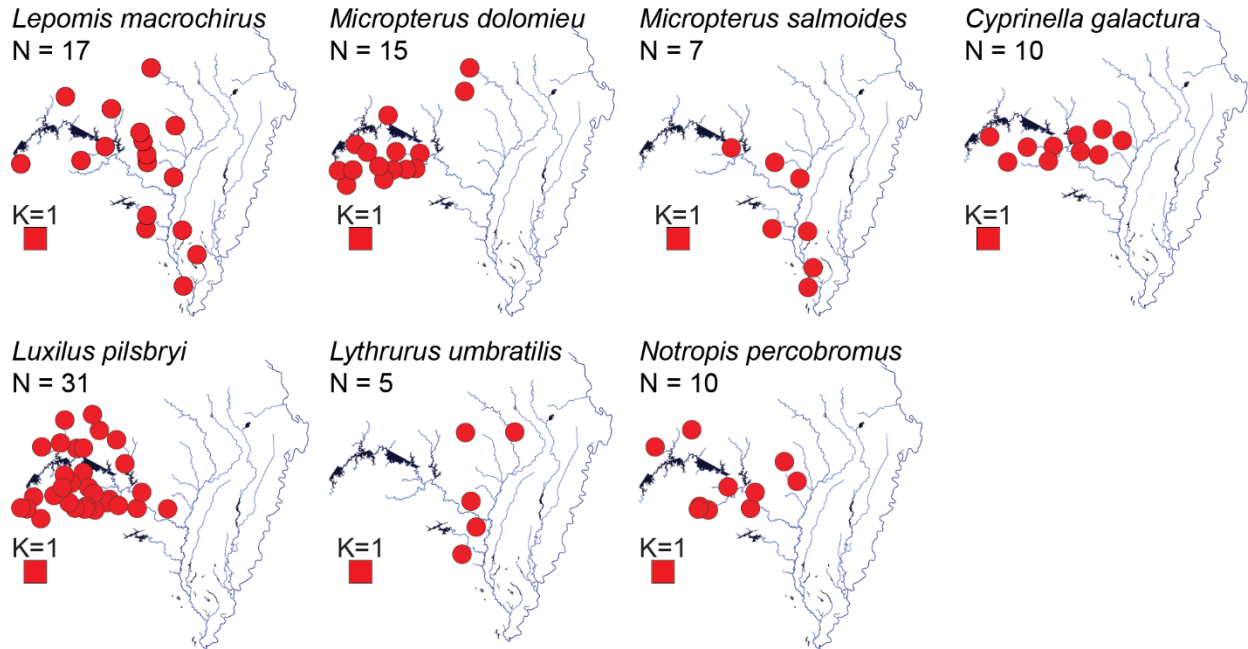 Lepomis macrochirus
N = 17
K=1
Micropterus dolomieu
N = 15
K=1
Micropterus salmoides
N = 7
K=1
Cyprinella galactura
N = 10
K=1
Luxilus pilsbryi
N = 31
K=1
Lythrurus umbratilis
N = 5
K=1
Notropis percobromus
N = 10
K=1